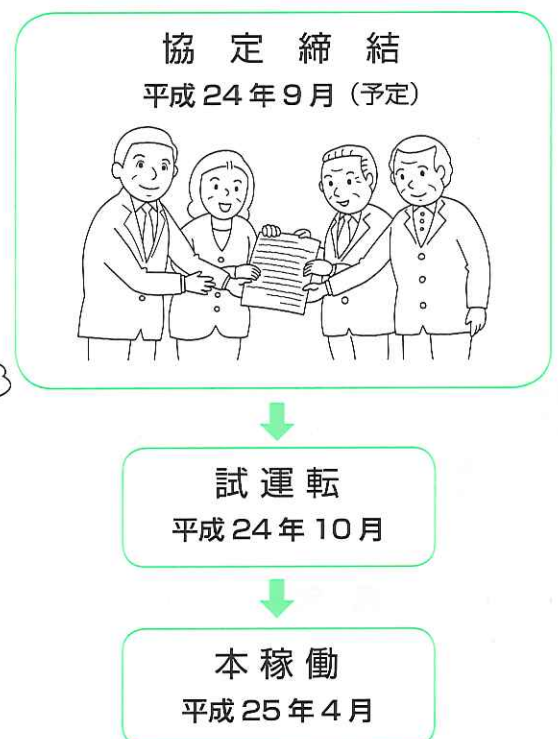 協定締結
平成24年9月（予定）
試運転
平成24年10月
本稼働
平成25年4月